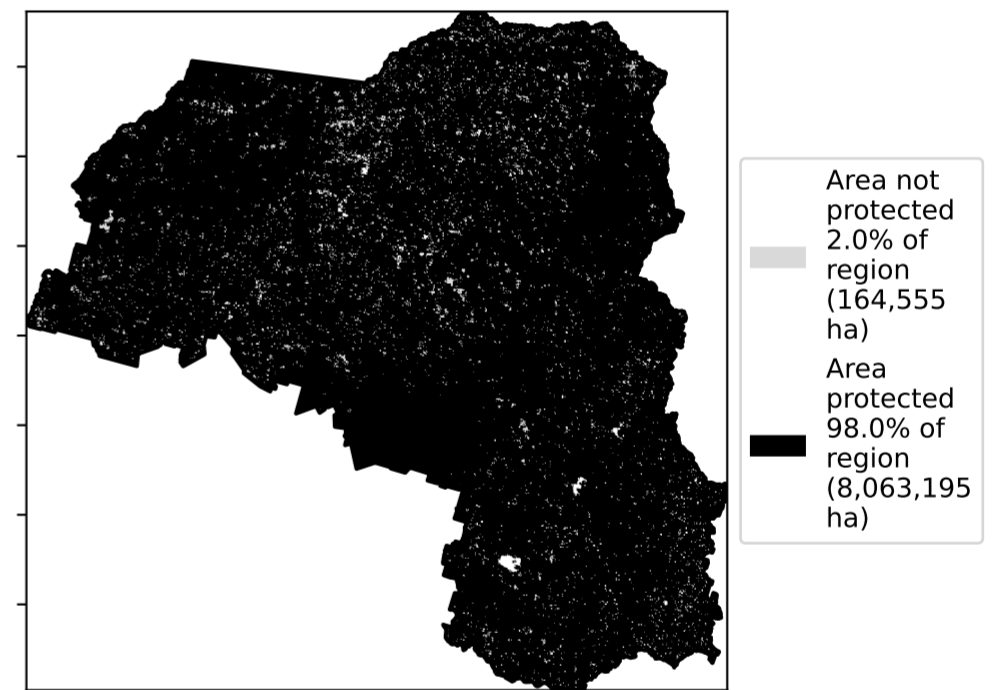 Area not
protected
2.0% of
region
(164,555
ha)
Area
protected
98.0% of
region
(8,063,195
ha)